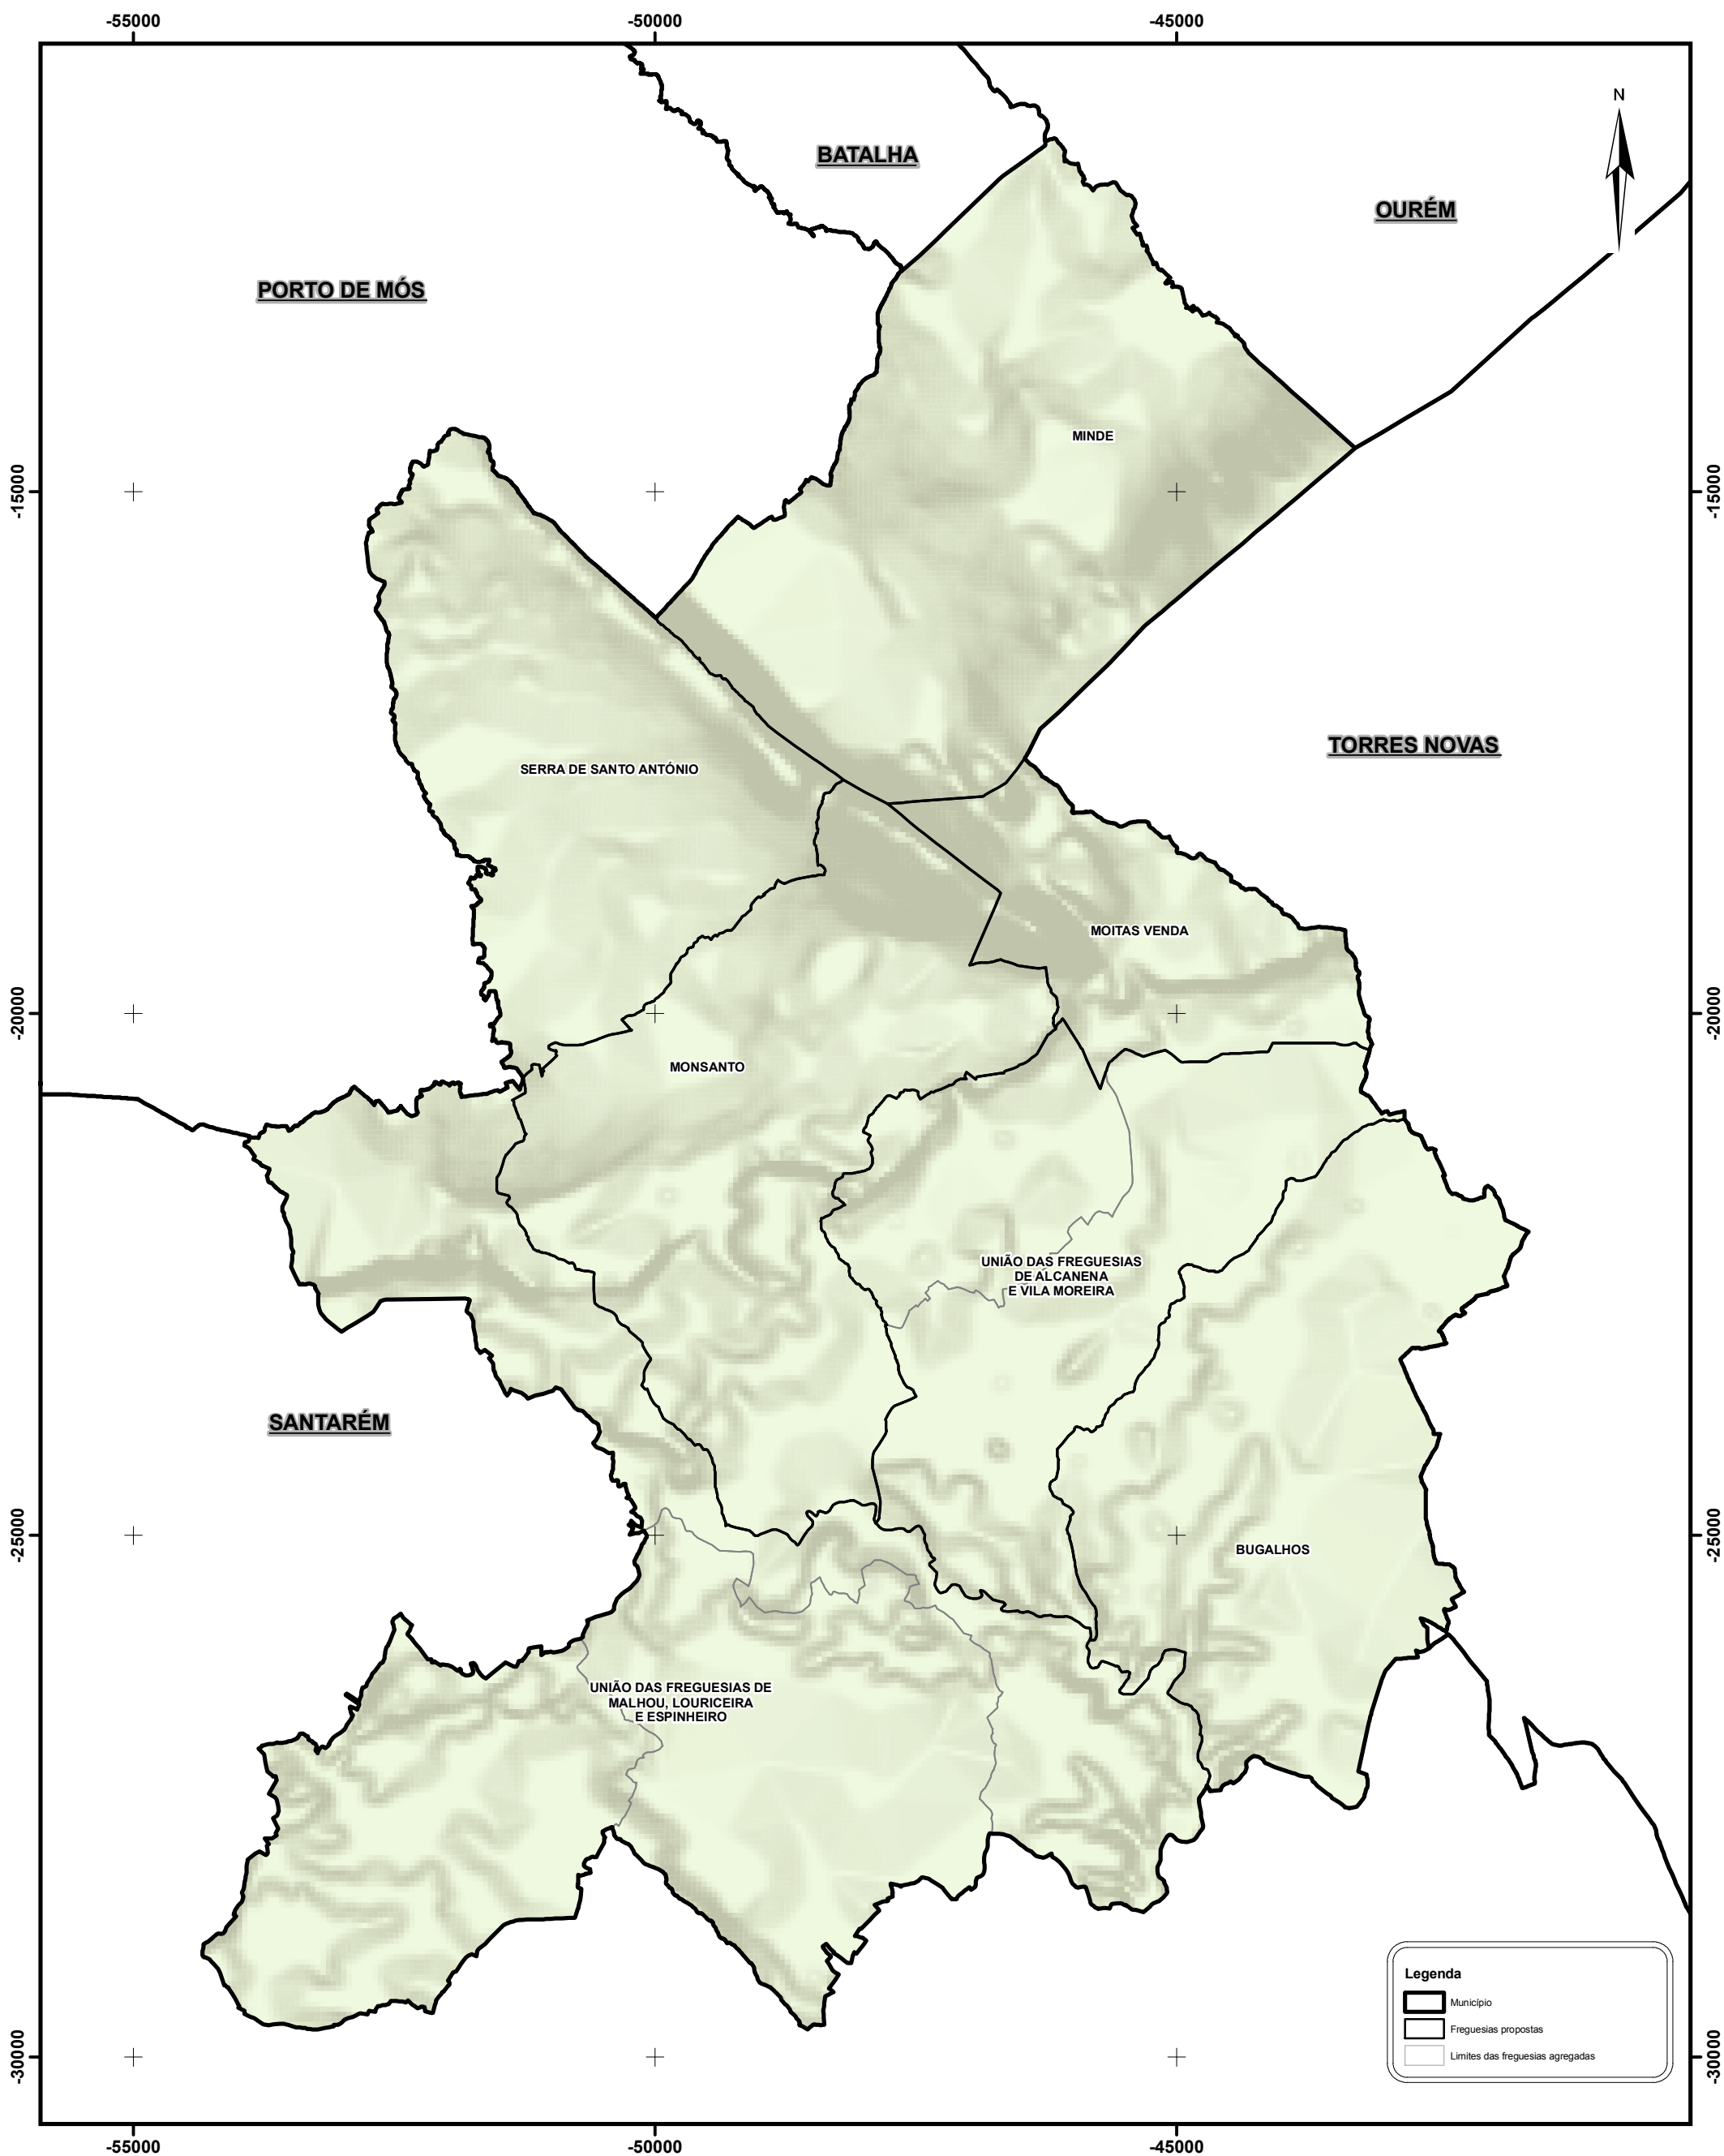 -55000
-50000
-45000
N
BATALHA
OURÉM
PORTO DE MÓS
MINDE
-15000
-15000
TORRES NOVAS
SERRA DE SANTO ANTÓNIO
MOITAS VENDA
-20000
-20000
MONSANTO
UNIÃO DAS FREGUESIAS
DE ALCANENA
E VILA MOREIRA
SANTARÉM
-25000
-25000
BUGALHOS
UNIÃO DAS FREGUESIAS DE
MALHOU, LOURICEIRA
E ESPINHEIRO
Legenda
Município
Freguesias propostas
Limites das freguesias agregadas
-30000
-30000
-55000
-50000
-45000